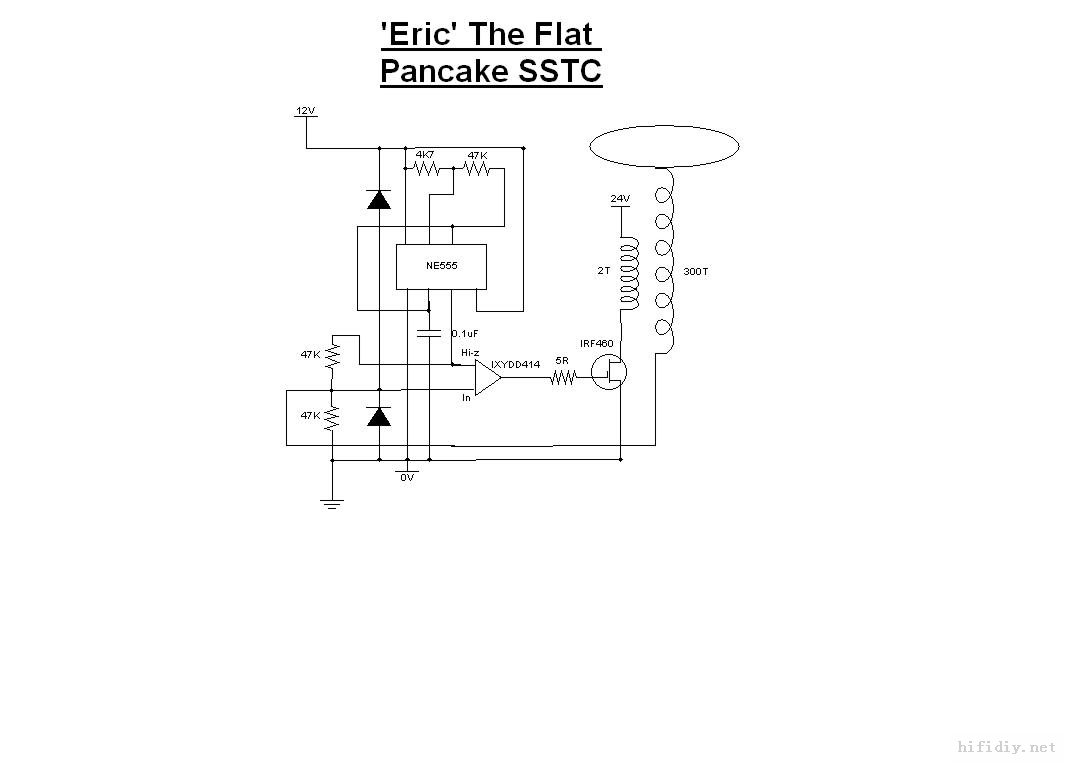 'Eric' The Flat
Pancake SSTC
12V
4K7
47K
24V
NE555
2T
300T
0.1uF
IRF460
47K
Hi-z
IXYDD414
5R
In
47K
0V
hifidiy.net